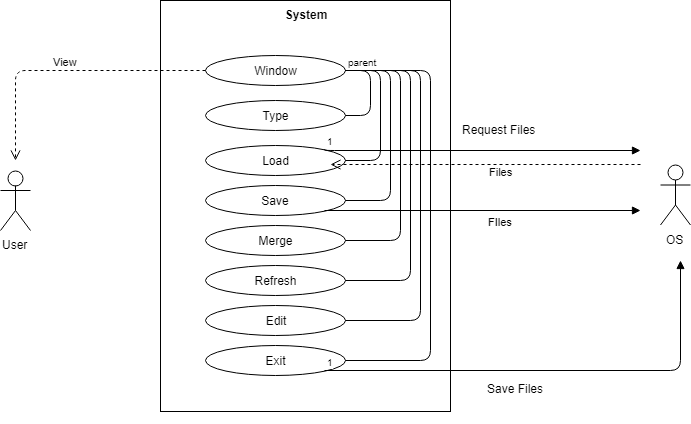 System
View
Window
parent
Type
1
Request Files
Load
Files
Save
FIles
Merge
Refresh
Edit
Exit
1
Save Files
User
OS